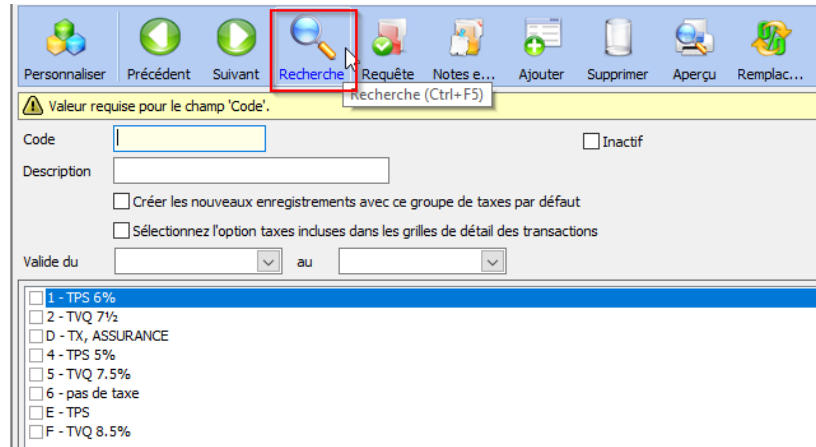 Personnaliser Précédent Suivant Recherche Requête Notes e... Ajouter Supprimer Aperçu Remplac...
Recherche (Ctrl+F5)
Valeur requise pour le champ 'Code'.
Code Inactif
Description
Créer les nouveaux enregistrements avec ce groupe de taxes par défaut
Sélectionnez l'option taxes incluses dans les grilles de détail des transactions
Valide du au
1 - TPS 6%
2 - TVQ 7½
D - TX, ASSURANCE
4 - TPS 5%
5 - TVQ 7.5%
6 - pas de taxe
E - TPS
F - TVQ 8.5%